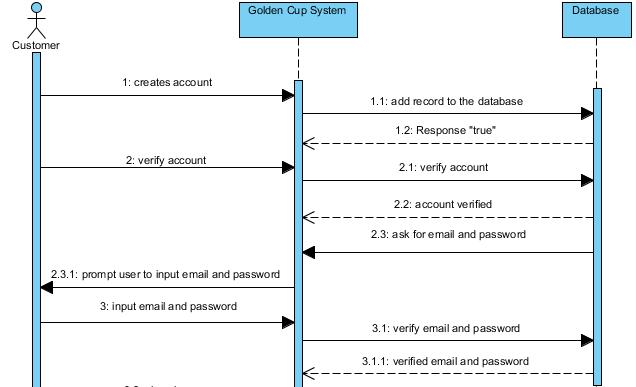 Golden Cup System
Database
Customer
1: creates account
1.1: add record to the database
1.2: Response "true"
2: verify account
2.1: verify account
2.2: account verified
2.3: ask for email and password
2.3.1: prompt user to input email and password
3: input email and password
3.1: verify email and password
3.1.1: verified email and password